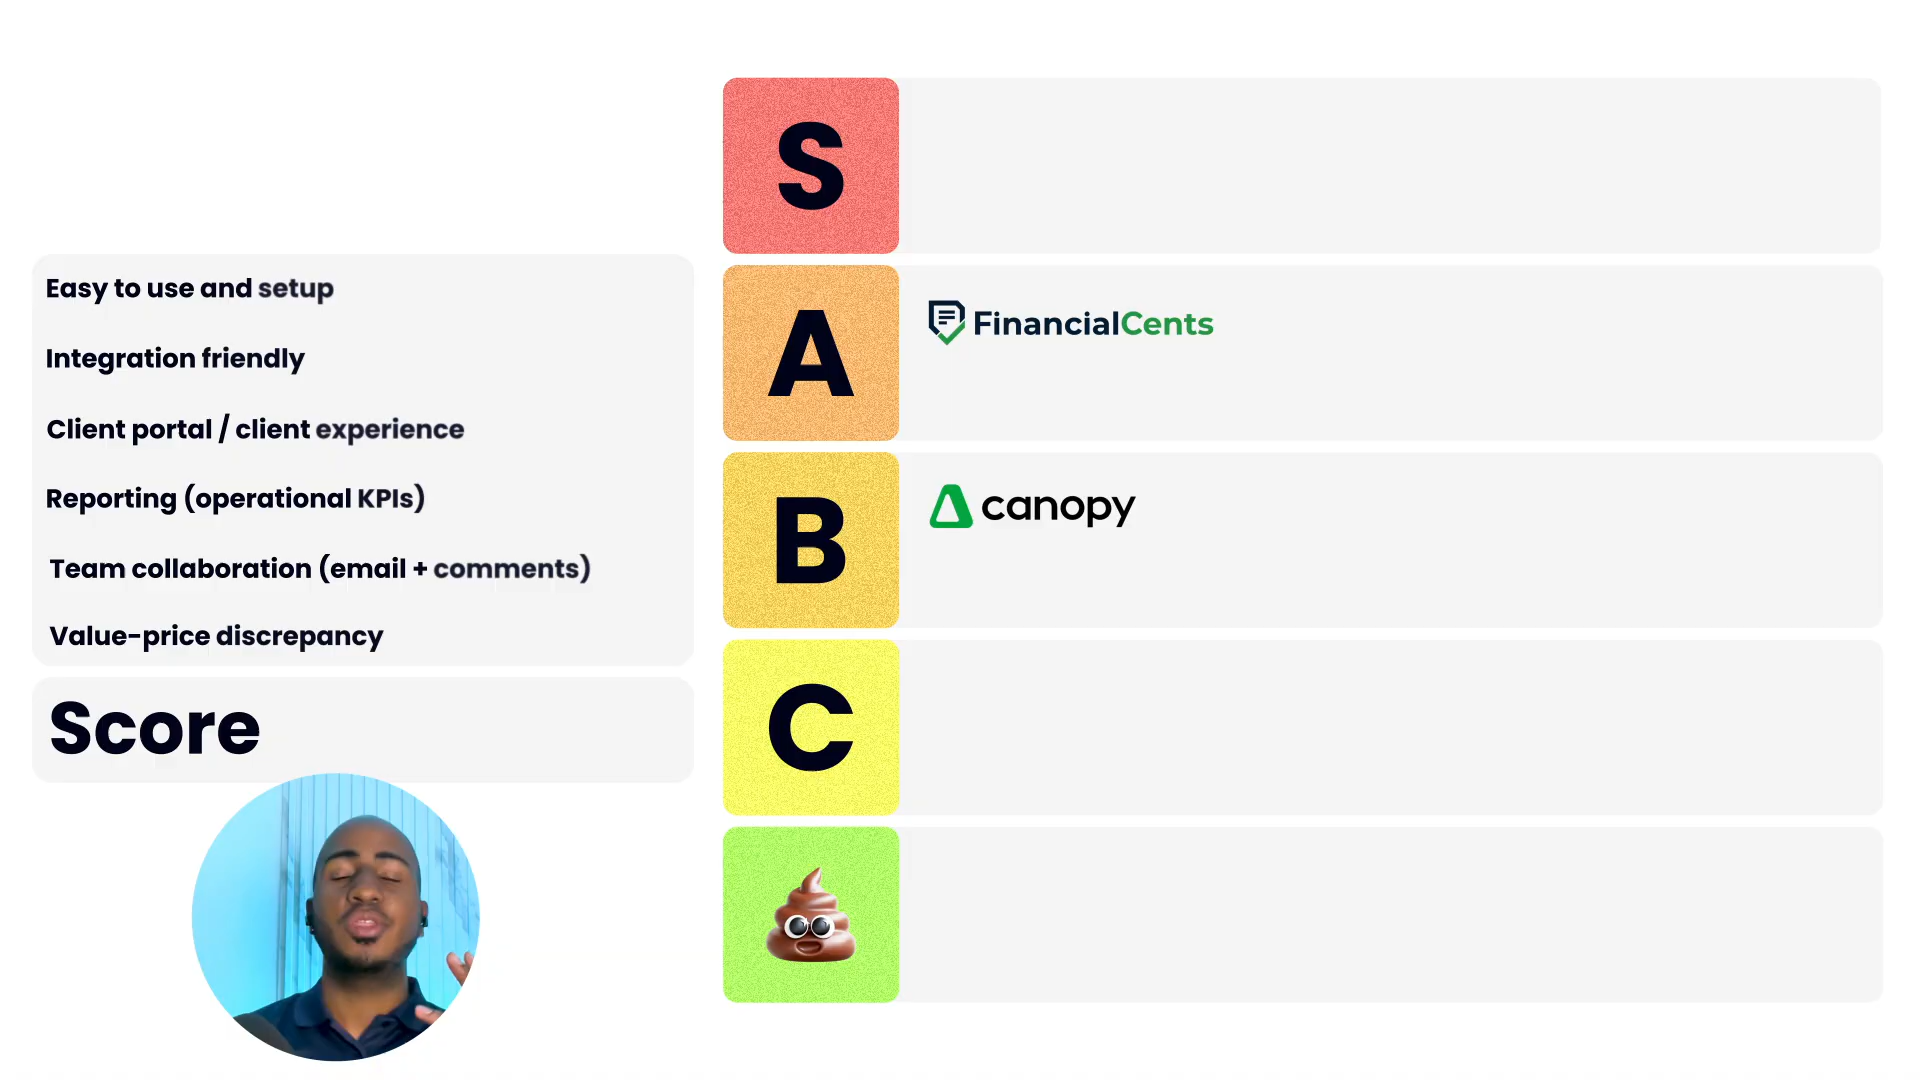 Easy to use and setup
Integration friendly
Client portal / client experience
Reporting (operational KPIs)
Team collaboration (email + comments)
Value-price discrepancy
Score
S
A
FinancialCents
B
canopy
C